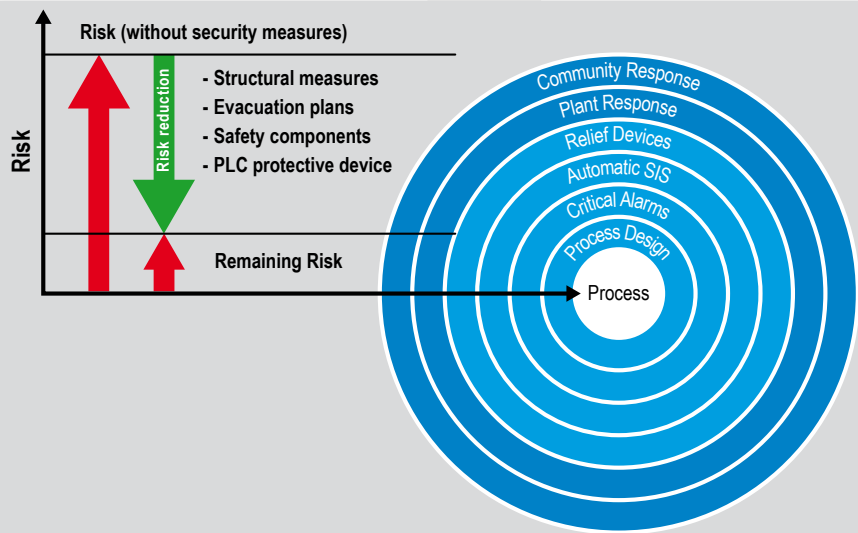 Risk (without security measures)
Risk
Risk reduction
- Structural measures
- Evacuation plans
- Safety components
- PLC protective device
Remaining Risk
Community Response
Plant Response
Relief Devices
Automatic SIS
Critical Alarms
Process Design
Process